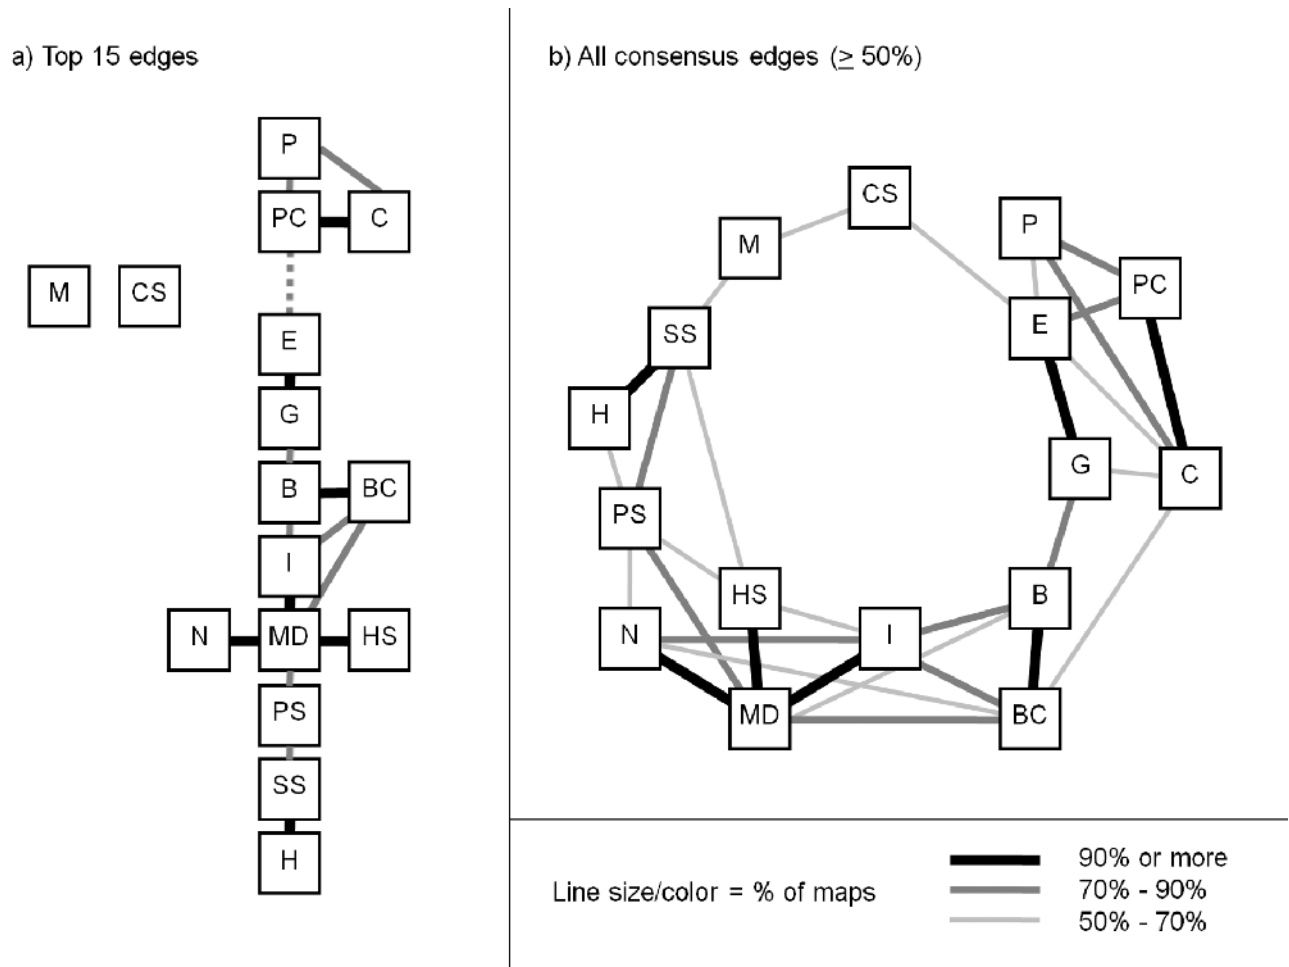 a) Top 15 edges
P
PC
C
M
CS
E
G
B
BC
I
N
MD
HS
PS
SS
H
b) All consensus edges (≥ 50%)
CS
P
M
PC
E
SS
H
G
C
PS
HS
B
N
I
MD
BC
Line size/color = % of maps
90% or more
70% - 90%
50% - 70%